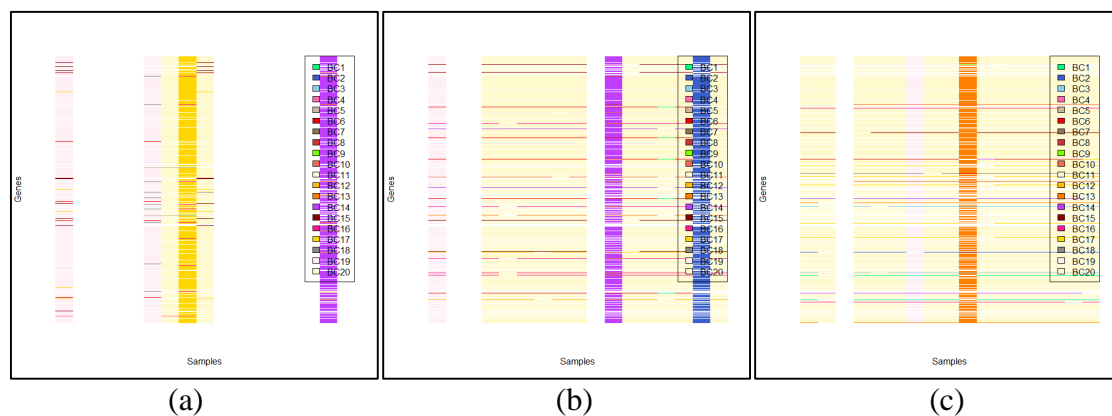 BC1
BC2
BC3
BC4
BC5
BC6
BC7
BC8
BC9
BC10
BC11
BC12
BC13
BC14
BC15
BC16
BC17
BC18
BC19
BC20
Genes
Samples
(a)
BC1
BC2
BC3
BC4
BC5
BC6
BC7
BC8
BC9
BC10
BC11
BC12
BC13
BC14
BC15
BC16
BC17
BC18
BC19
BC20
Genes
Samples
(b)
BC1
BC2
BC3
BC4
BC5
BC6
BC7
BC8
BC9
BC10
BC11
BC12
BC13
BC14
BC15
BC16
BC17
BC18
BC19
BC20
Genes
Samples
(c)